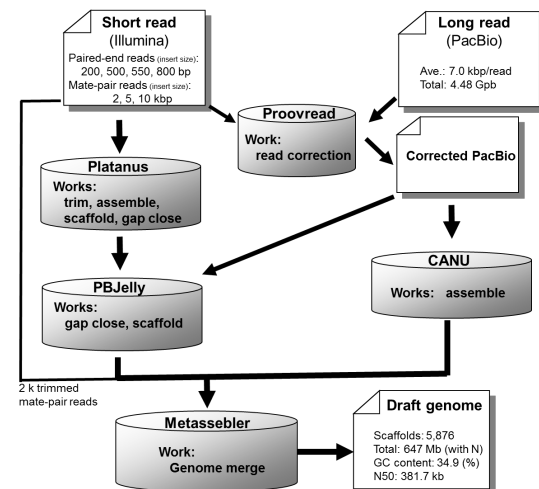 Short read
(Illumina)
Paired-end reads (insert size):
200, 500, 550, 800 bp
Mate-pair reads (insert size):
2, 5, 10 kbp
Long read
(PacBio)
Ave.: 7.0 kbp/read
Total: 4.48 Gpb
Proovread
Work:
read correction
Corrected PacBio
Platanus
Works:
trim, assemble,
scaffold, gap close
PBJelly
Works:
gap close, scaffold
CANU
Works: assemble
2 k trimmed
mate-pair reads
Metassebler
Work:
Genome merge
Draft genome
Scaffolds: 5,876
Total: 647 Mb (with N)
GC content: 34.9 (%)
N50: 381.7 kb